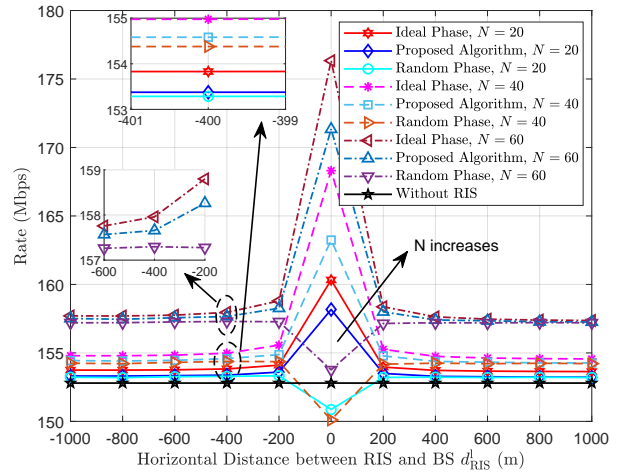 180
175
170
165
160
155
150
Rate (Mbps)
155
154
153
-401
-400
-399
159
158
157
-600
-400
-200
Ideal Phase, N = 20
Proposed Algorithm, N = 20
Random Phase, N = 20
Ideal Phase, N = 40
Proposed Algorithm, N = 40
Random Phase, N = 40
Ideal Phase, N = 60
Proposed Algorithm, N = 60
Random Phase, N = 60
Without RIS
N increases
-1000 -800 -600 -400 -200 0 200 400 600 800 1000
Horizontal Distance between RIS and BS d^l_RIS (m)